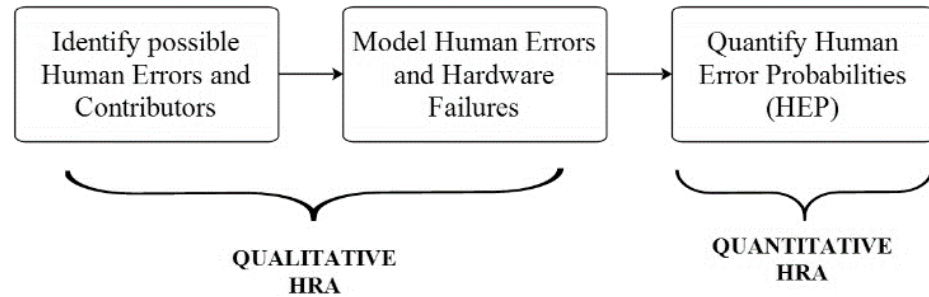 Identify possible
Human Errors and
Contributors
Model Human Errors
and Hardware
Failures
Quantify Human
Error Probabilities
(HEP)
QUALITATIVE
HRA
QUANTITATIVE
HRA